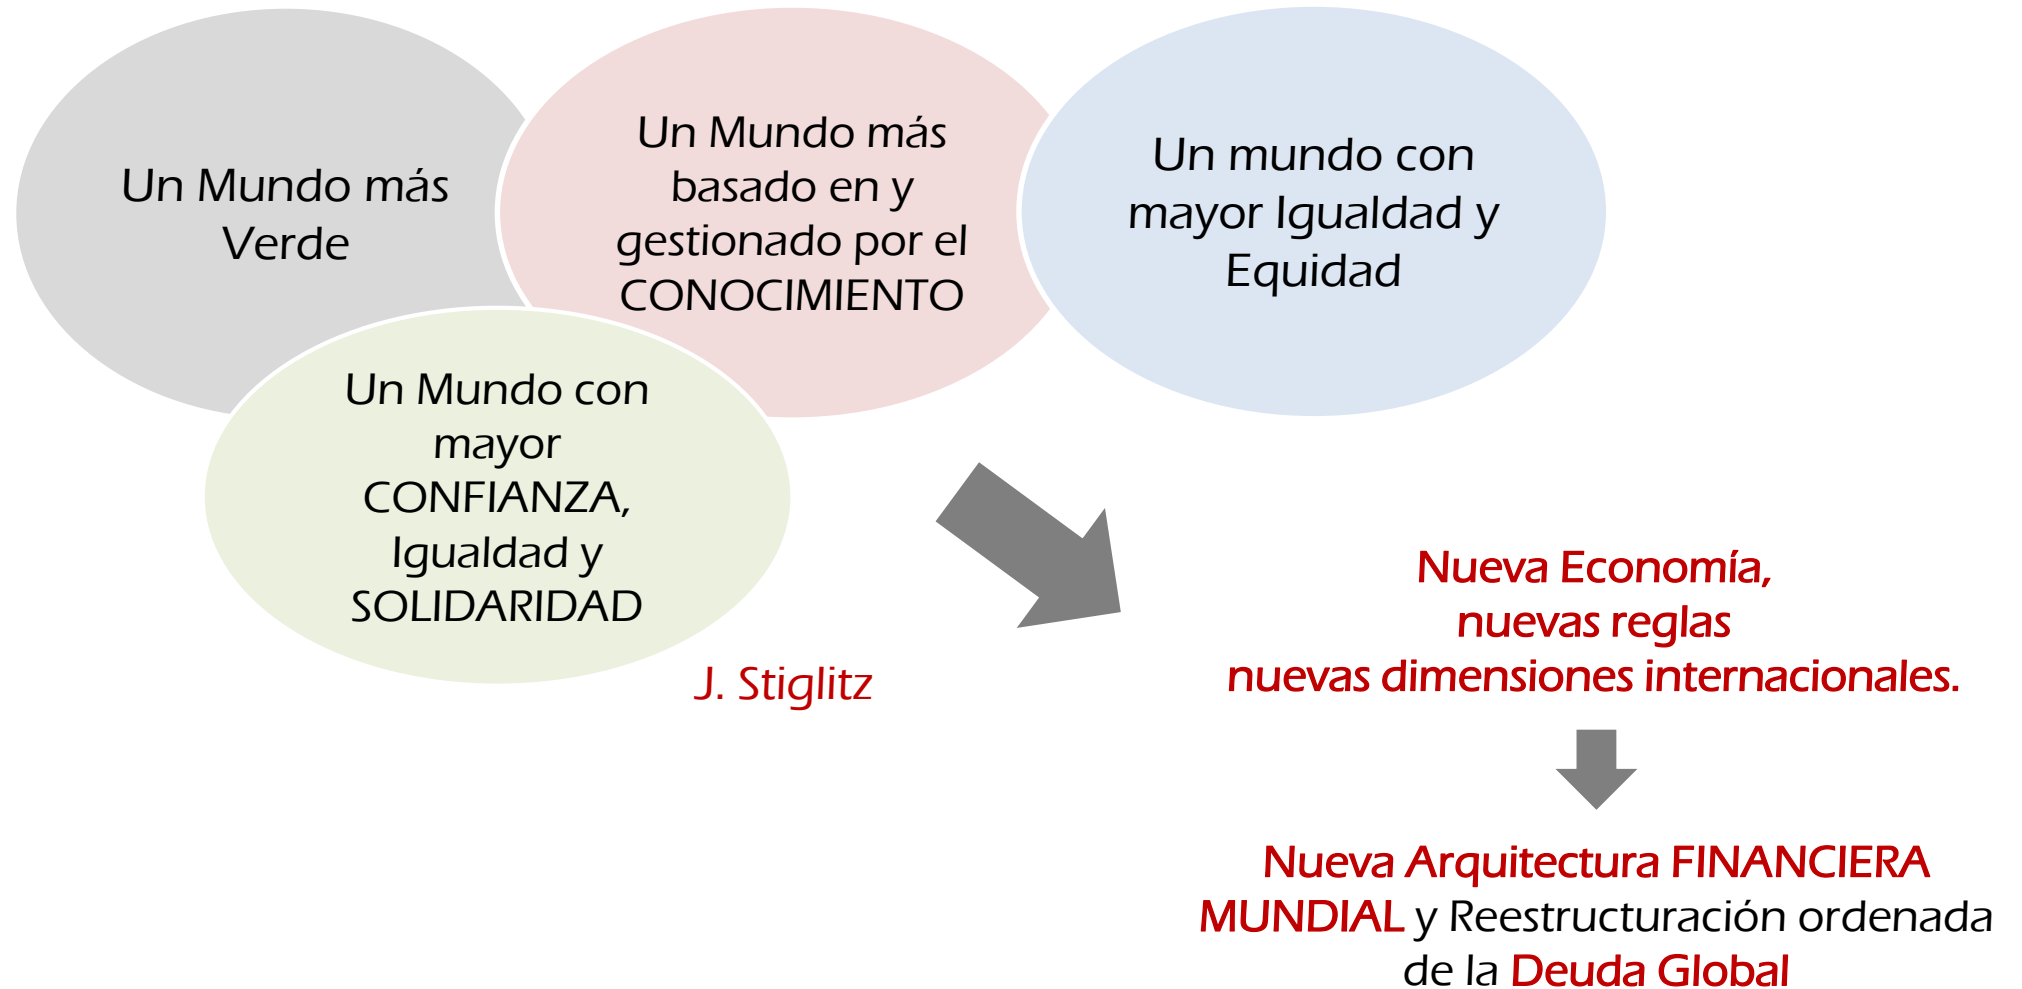 Un Mundo más
Verde
Un Mundo más
basado en y
gestionado por el
CONOCIMIENTO
Un mundo con
mayor Igualdad y
Equidad
Un Mundo con
mayor
CONFIANZA,
Igualdad y
SOLIDARIDAD
J. Stiglitz
Nueva Economía,
nuevas reglas
nuevas dimensiones internacionales.
Nueva Arquitectura FINANCIERA
MUNDIAL y Reestructuración ordenada
de la Deuda Global